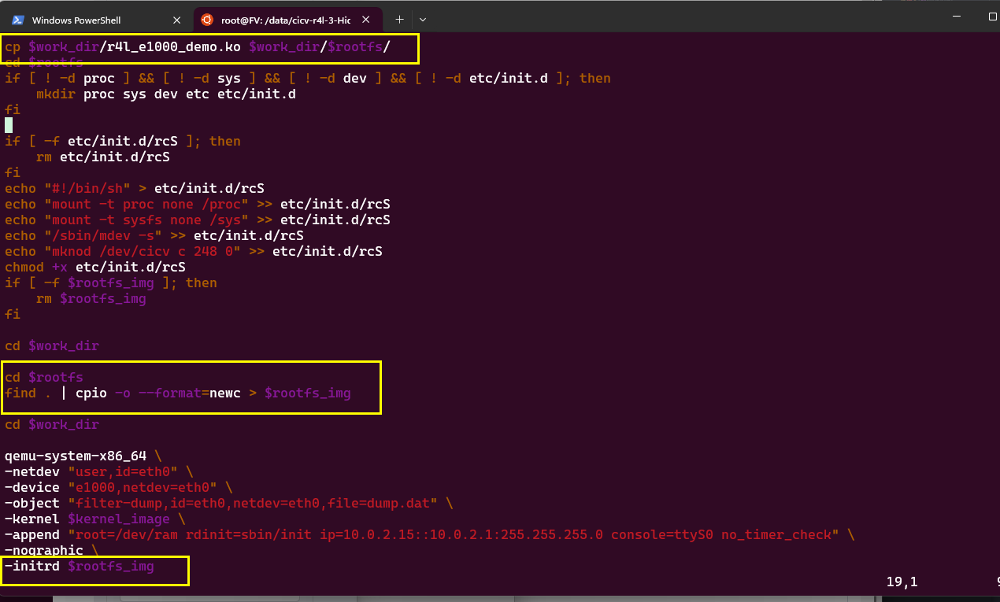 Windows PowerShell
root@FV: /data/cicv-r4l-3-Hic
cp $work_dir/r4l_e1000_demo.ko $work_dir/$rootfs/
cd $rootfs
if [ ! -d proc ] && [ ! -d sys ] && [ ! -d dev ] && [ ! -d etc/init.d ]; then
    mkdir proc sys dev etc etc/init.d
fi
if [ -f etc/init.d/rcS ]; then
    rm etc/init.d/rcS
fi
echo "#!/bin/sh" > etc/init.d/rcS
echo "mount -t proc none /proc" >> etc/init.d/rcS
echo "mount -t sysfs none /sys" >> etc/init.d/rcS
echo "/sbin/mdev -s" >> etc/init.d/rcS
echo "mknod /dev/cicv c 248 0" >> etc/init.d/rcS
chmod +x etc/init.d/rcS
if [ -f $rootfs_img ]; then
    rm $rootfs_img
fi
cd $work_dir
cd $rootfs
find . | cpio -o --format=newc > $rootfs_img
cd $work_dir
qemu-system-x86_64 \
-netdev "user,id=eth0" \
-device "e1000,netdev=eth0" \
-object "filter-dump,id=eth0,netdev=eth0,file=dump.dat" \
-kernel $kernel_image \
-append "root=/dev/ram rdinit=sbin/init ip=10.0.2.15::10.0.2.1:255.255.255.0 console=ttyS0 no_timer_check" \
-nographic \
-initrd $rootfs_img
19,1